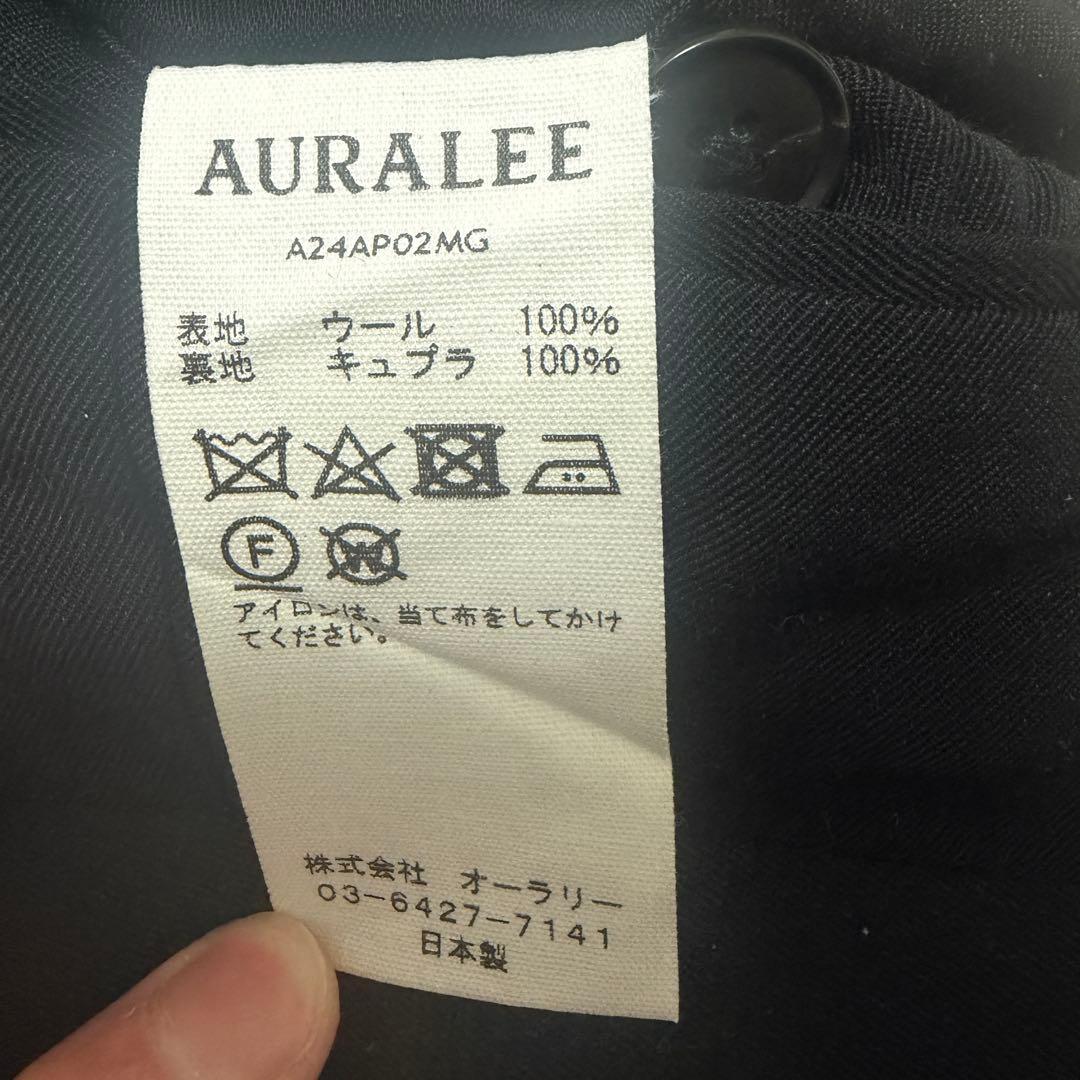 AURALEE
A24AP02MG
表地 ウール 100%
裏地 キュプラ 100%
F W
アイロンは、当て布をしてかけ
てください。
株式会社 オーラリー
03-6427-7141
日本製